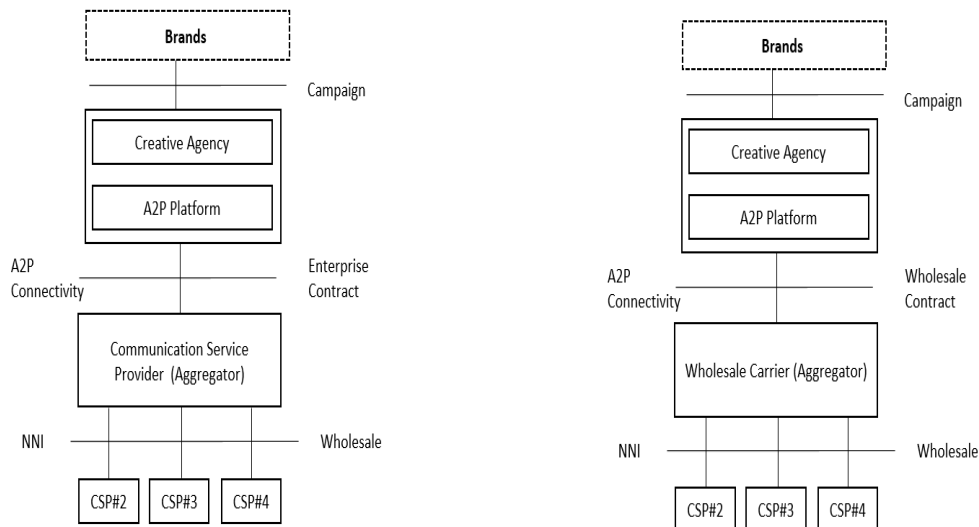 Brands
Campaign
Creative Agency
A2P Platform
A2P
Connectivity
Enterprise
Contract
Communication Service
Provider (Aggregator)
NNI
Wholesale
CSP#2
CSP#3
CSP#4
Brands
Campaign
Creative Agency
A2P Platform
A2P
Connectivity
Wholesale
Contract
Wholesale Carrier (Aggregator)
NNI
Wholesale
CSP#2
CSP#3
CSP#4